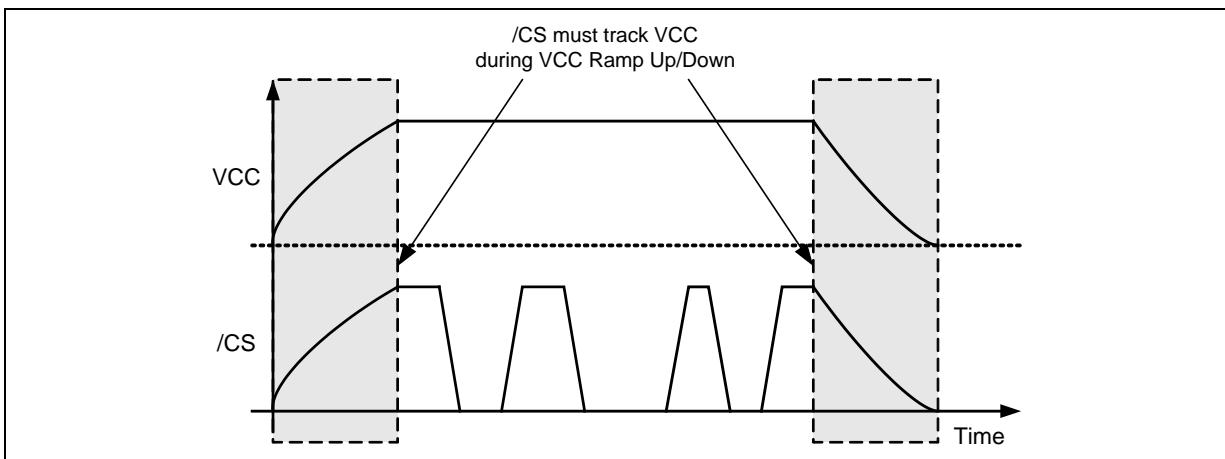 /CS must track VCC
during VCC Ramp Up/Down
VCC
/CS
Time